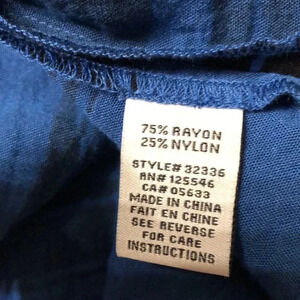 75% RAYON
25% NYLON
STYLE# 32336
RN# 125546
CA# 05633
MADE IN CHINA
FAIT EN CHINE
SEE REVERSE
FOR CARE
INSTRUCTIONS